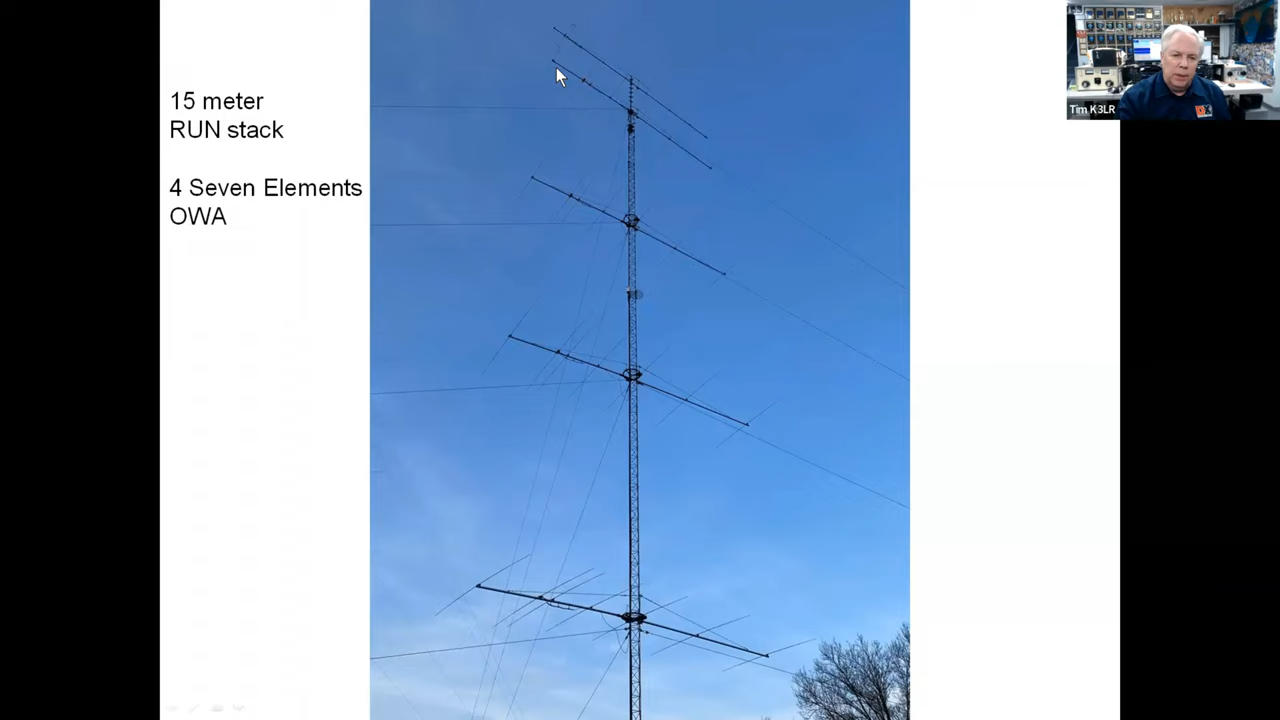 15 meter
RUN stack
4 Seven Elements
OWA
Tim K3LR